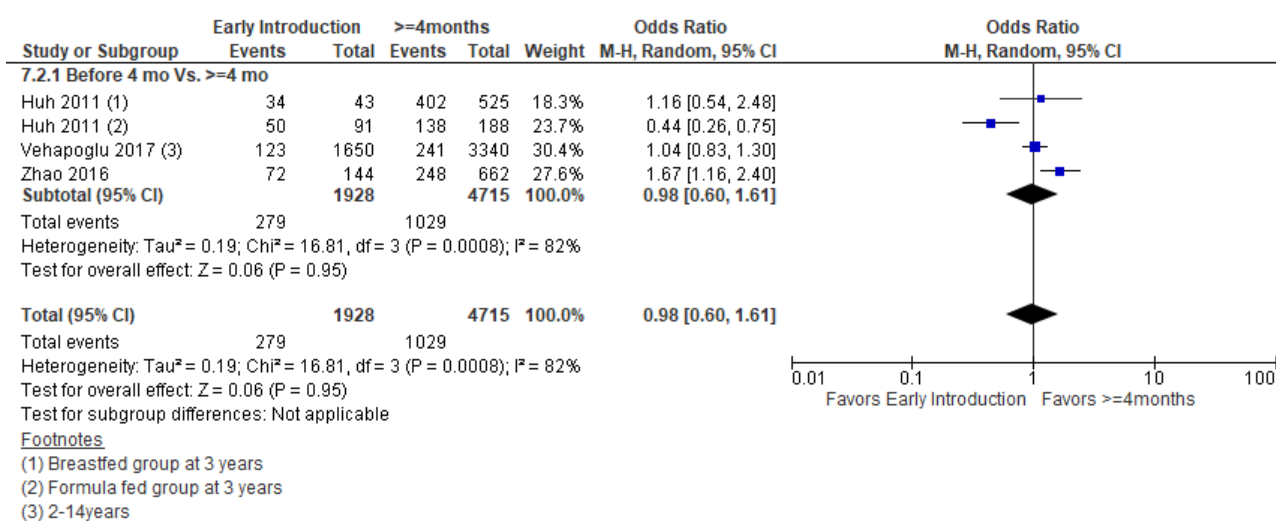 Early Introduction >=4months Odds Ratio Odds Ratio
Study or Subgroup Events Total Events Total Weight M-H, Random, 95% CI M-H, Random, 95% CI
7.2.1 Before 4 mo Vs. >=4 mo
Huh 2011 (1) 34 43 402 525 18.3% 1.16 [0.54, 2.48]
Huh 2011 (2) 50 91 138 188 23.7% 0.44 [0.26, 0.75]
Vehapoglu 2017 (3) 123 1650 241 3340 30.4% 1.04 [0.83, 1.30]
Zhao 2016 72 144 248 662 27.6% 1.67 [1.16, 2.40]
Subtotal (95% CI) 1928 4715 100.0% 0.98 [0.60, 1.61]
Total events 279 1029
Heterogeneity: Tau² = 0.19; Chi² = 16.81, df = 3 (P = 0.0008); I² = 82%
Test for overall effect: Z = 0.06 (P = 0.95)
Total (95% CI) 1928 4715 100.0% 0.98 [0.60, 1.61]
Total events 279 1029
Heterogeneity: Tau² = 0.19; Chi² = 16.81, df = 3 (P = 0.0008); I² = 82%
Test for overall effect: Z = 0.06 (P = 0.95)
Test for subgroup differences: Not applicable
0.01 0.1 1 10 100
Favors Early Introduction Favors >=4months
Footnotes
(1) Breastfed group at 3 years
(2) Formula fed group at 3 years
(3) 2-14years